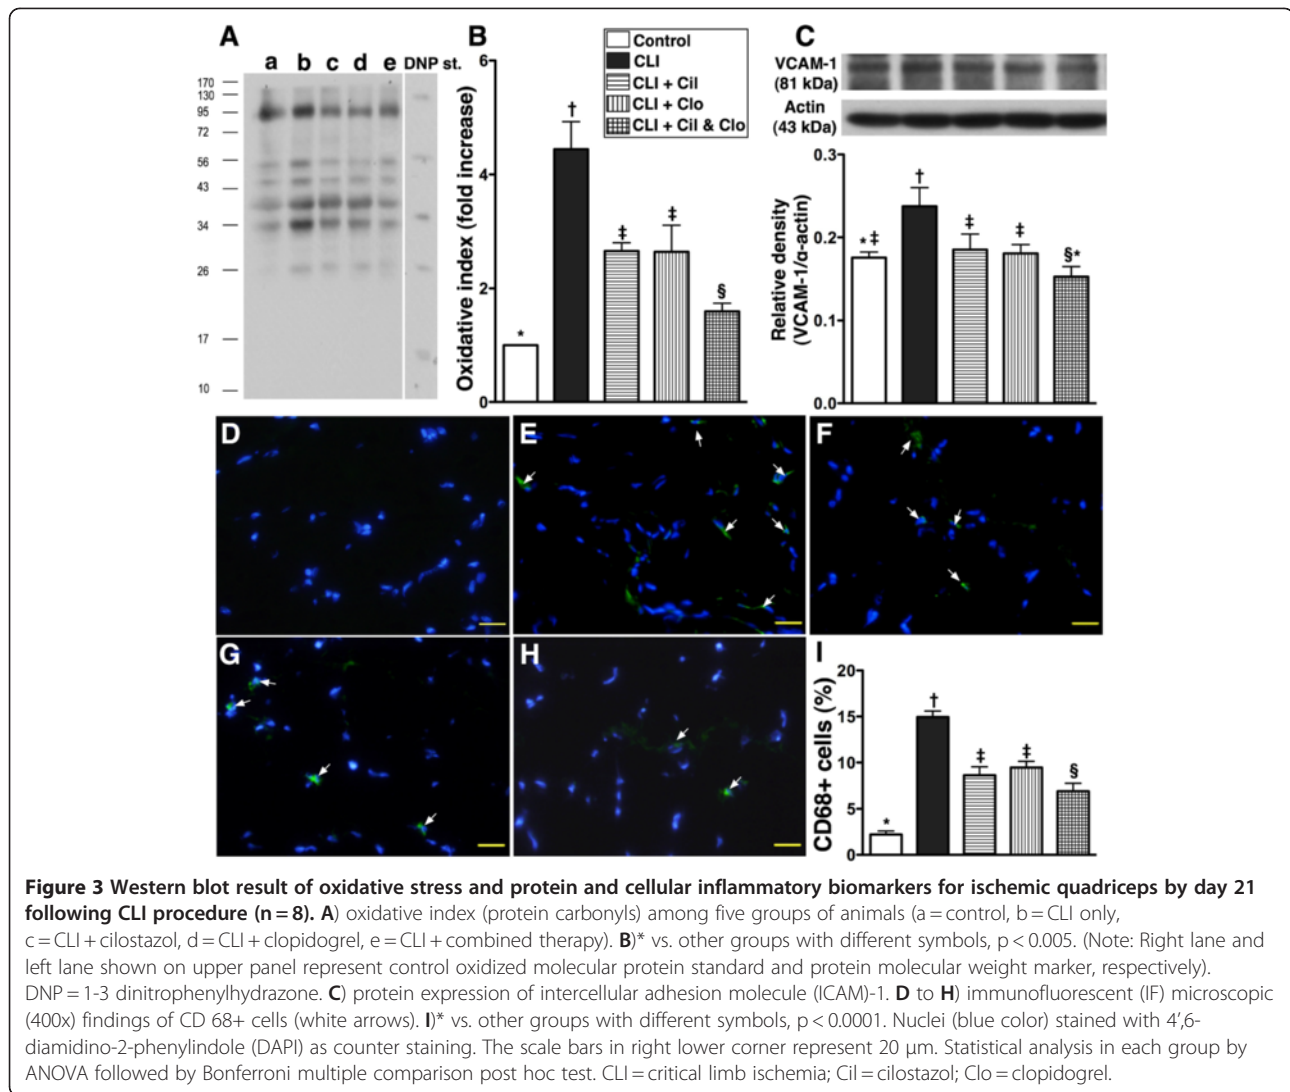 A
a b c d e DNP st.
170
130
95
72
56
43
34
26
17
10
B
Oxidative index (fold increase)
6
4
2
0
Control
CLI
CLI + Cil
CLI + Clo
CLI + Cil & Clo
* † ‡ ‡ §
C
VCAM-1
(81 kDa)
Actin
(43 kDa)
Relative density
(VCAM-1/α-actin)
0.3
0.2
0.1
0.0
*‡ † ‡ ‡ §*
D
E
F
G
H
I
CD68+ cells (%)
20
15
10
5
0
* † ‡ ‡ §
Figure 3 Western blot result of oxidative stress and protein and cellular inflammatory biomarkers for ischemic quadriceps by day 21
following CLI procedure (n = 8). A) oxidative index (protein carbonyls) among five groups of animals (a = control, b = CLI only,
c = CLI + cilostazol, d = CLI + clopidogrel, e = CLI + combined therapy). B)* vs. other groups with different symbols, p < 0.005. (Note: Right lane and
left lane shown on upper panel represent control oxidized molecular protein standard and protein molecular weight marker, respectively).
DNP = 1-3 dinitrophenylhydrazone. C) protein expression of intercellular adhesion molecule (ICAM)-1. D to H) immunofluorescent (IF) microscopic
(400x) findings of CD 68+ cells (white arrows). I)* vs. other groups with different symbols, p < 0.0001. Nuclei (blue color) stained with 4′,6-
diamidino-2-phenylindole (DAPI) as counter staining. The scale bars in right lower corner represent 20 μm. Statistical analysis in each group by
ANOVA followed by Bonferroni multiple comparison post hoc test. CLI = critical limb ischemia; Cil = cilostazol; Clo = clopidogrel.